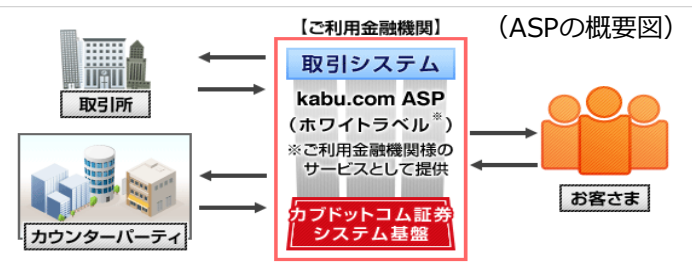 【ご利用金融機関】
（ASPの概要図）
取引システム
取引所
kabu.com ASP
（ホワイトラベル※）
※ご利用金融機関様の
サービスとして提供
お客さま
カブドットコム証券
システム基盤
カウンターパーティ